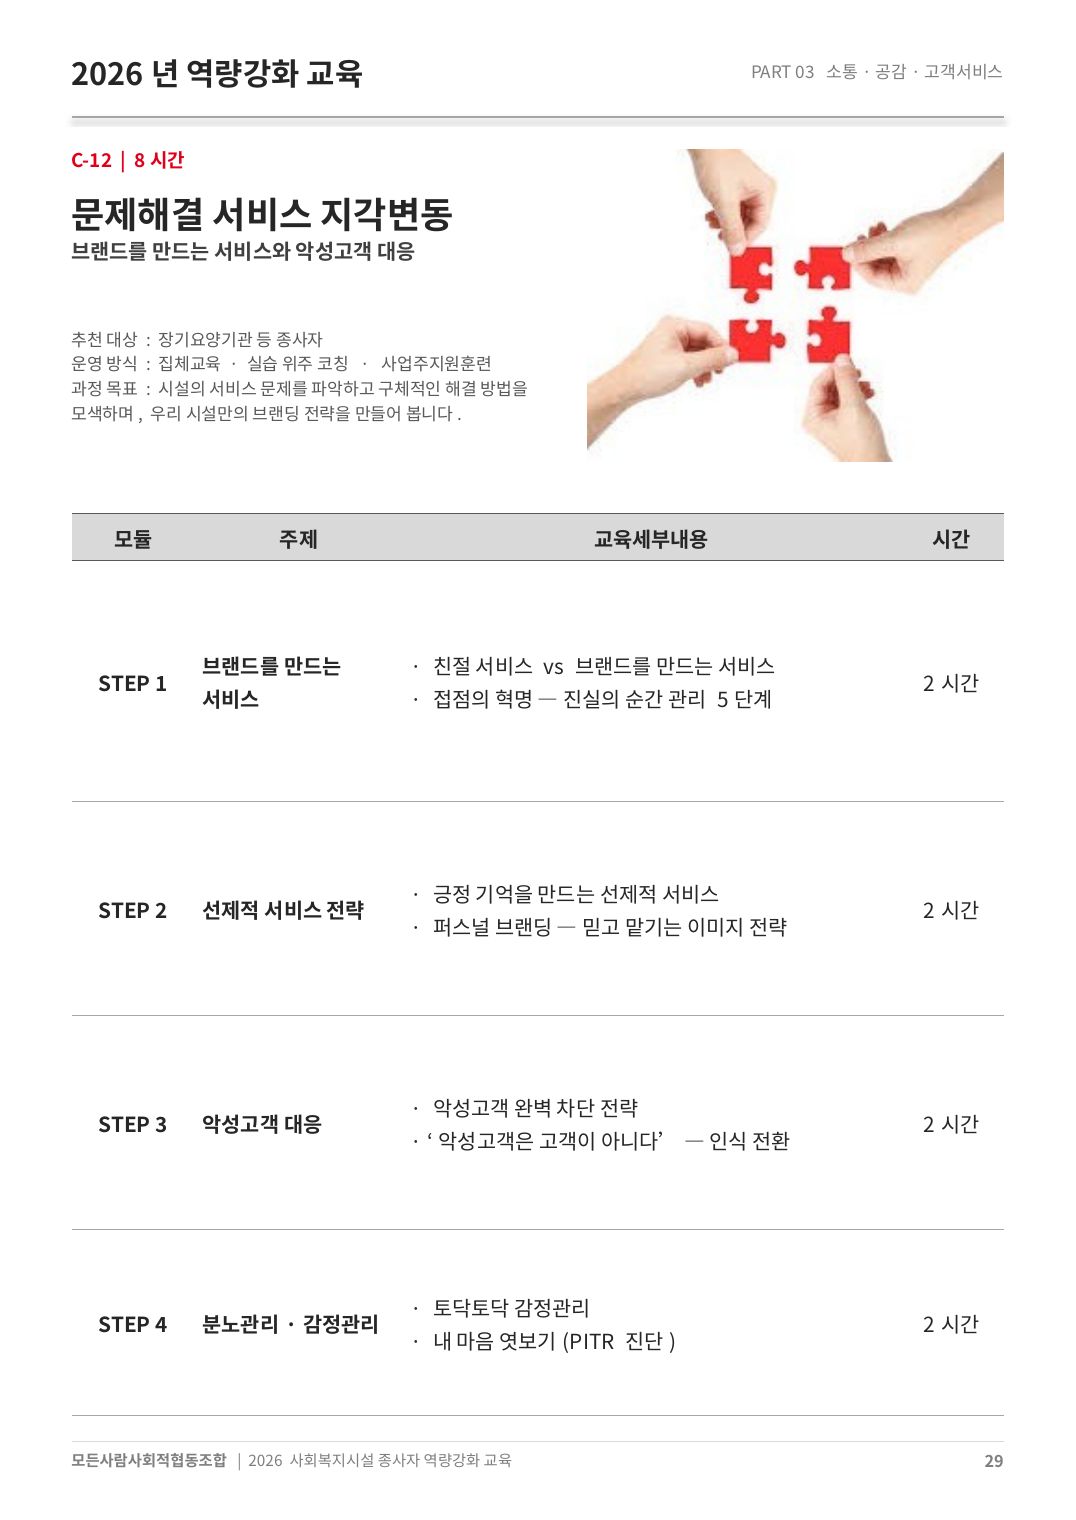 2026 년 역량강화 교육
PART 03 소통 · 공감 · 고객서비스
C-12 | 8 시간
문제해결 서비스 지각변동
브랜드를 만드는 서비스와 악성고객 대응
추천 대상 : 장기요양기관 등 종사자
운영 방식 : 집체교육 · 실습 위주 코칭 · 사업주지원훈련
과정 목표 : 시설의 서비스 문제를 파악하고 구체적인 해결 방법을
모색하며 , 우리 시설만의 브랜딩 전략을 만들어 봅니다 .
모듈 주제 교육세부내용 시간
STEP 1
브랜드를 만드는
서비스
· 친절 서비스 vs 브랜드를 만드는 서비스
· 접점의 혁명 — 진실의 순간 관리 5 단계
2 시간
STEP 2
선제적 서비스 전략
· 긍정 기억을 만드는 선제적 서비스
· 퍼스널 브랜딩 — 믿고 맡기는 이미지 전략
2 시간
STEP 3
악성고객 대응
· 악성고객 완벽 차단 전략
· ‘ 악성고객은 고객이 아니다’ — 인식 전환
2 시간
STEP 4
분노관리 · 감정관리
· 토닥토닥 감정관리
· 내 마음 엿보기 (PITR 진단 )
2 시간
모든사람사회적협동조합 | 2026 사회복지시설 종사자 역량강화 교육
29